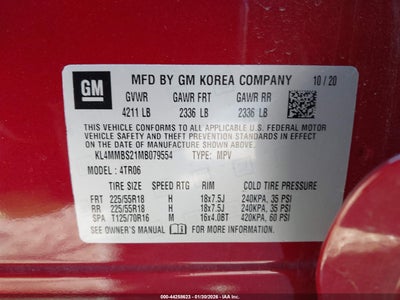 GM
MFD BY GM KOREA COMPANY 10/20
GVWR GAWR FRT GAWR RR
4211 LB 2336 LB 2336 LB
THIS VEHICLE CONFORMS TO ALL APPLICABLE U.S. FEDERAL MOTOR
VEHICLE SAFETY AND THEFT PREVENTION STANDARDS IN EFFECT ON THE
DATE OF MANUFACTURE SHOWN ABOVE.
KL4MMBS21MB079554 TYPE: MPV
MODEL : 4TR06
TIRE SIZE SPEED RTG RIM COLD TIRE PRESSURE
FRT 225/55R18 H 18x7.5J 240KPA, 35 PSI
RR 225/55R18 H 18x7.5J 240KPA, 35 PSI
SPA T125/70R16 M 16x4.0BT 420KPA, 60 PSI
SEE OWNER'S MANUAL FOR MORE INFORMATION.
000-44258623 - 01/30/2026 - IAA Inc.